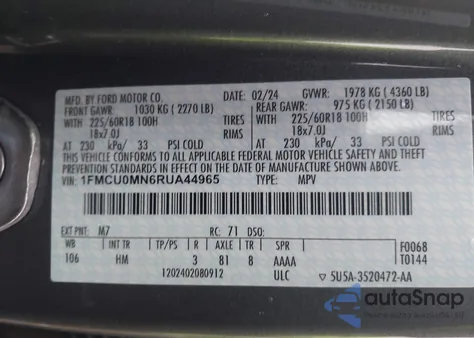 MFD. BY FORD MOTOR CO. 02/24 GVWR: 1978 KG ( 4360 LB)
FRONT GAWR: 1030 KG ( 2270 LB) REAR GAWR: 975 KG ( 2150 LB)
WITH 225/60R18 100H TIRES WITH 225/60R18 100H TIRES
18x7.0J RIMS 18x7.0J RIMS
AT 230 kPa/ 33 PSI COLD AT 230 kPa/ 33 PSI COLD
THIS VEHICLE CONFORMS TO ALL APPLICABLE FEDERAL MOTOR VEHICLE SAFETY AND THEFT
PREVENTION STANDARDS IN EFFECT ON THE DATE OF MANUFACTURE SHOWN ABOVE.
VIN: 1FMCU0MN6RUA44965 TYPE: MPV
EXT PNT: M7 RC: 71 DSO:
WB INT TR TP/PS R AXLE TR SPR F0068
106 HM 3 81 8 AAAA T0144
1202402080912 ULC 5U5A-3520472-AA
autoSnap